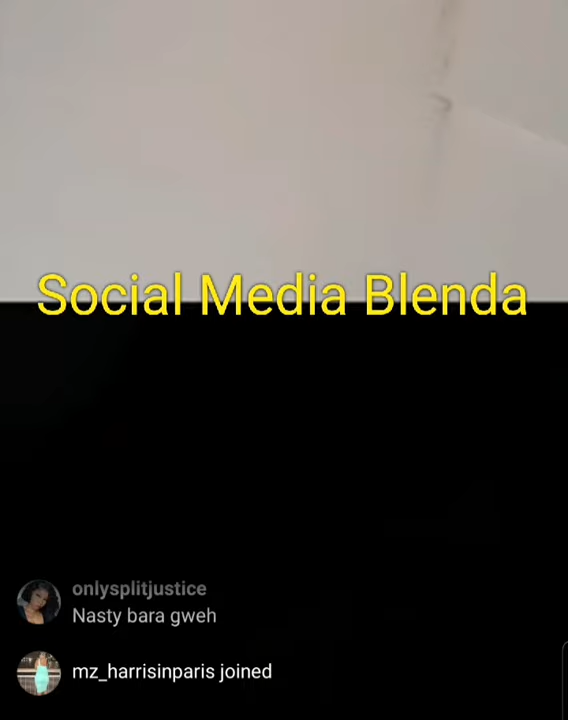 Social Media Blenda
onlysplitjustice
Nasty bara gweh
mz_harrisinparis joined